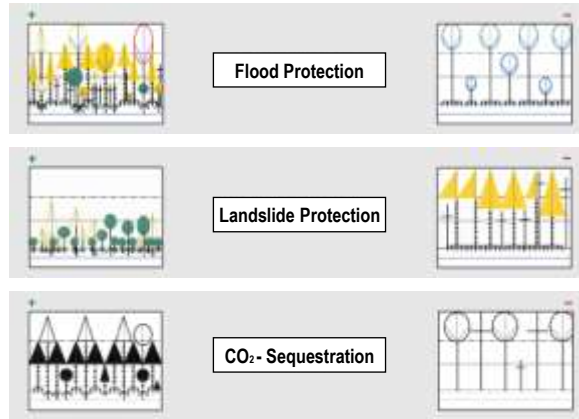 + −
Flood Protection
+ −
Landslide Protection
+ −
CO₂- Sequestration